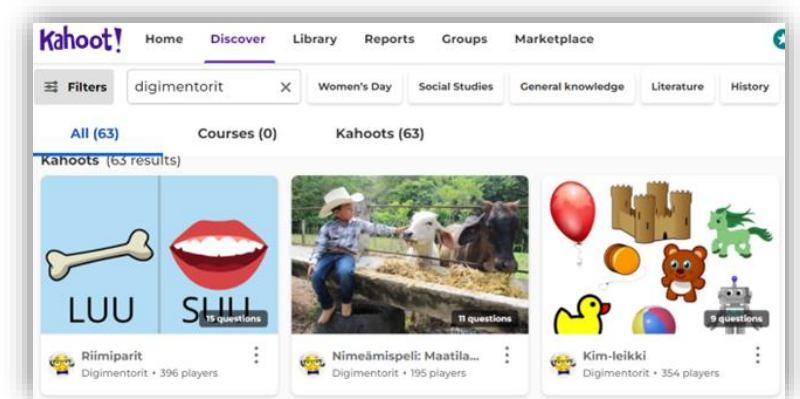 Kahoot! Home Discover Library Reports Groups Marketplace
Filters digimentorit Women's Day Social Studies General knowledge Literature History
All (63) Courses (0) Kahoots (63)
Kahoots (63 results)
LUU
15 questions
11 questions
9 questions
Riimiparit
Digimentorit • 396 players
Nimeämispeli: Maatila...
Digimentorit • 195 players
Kim-leikki
Digimentorit • 354 players